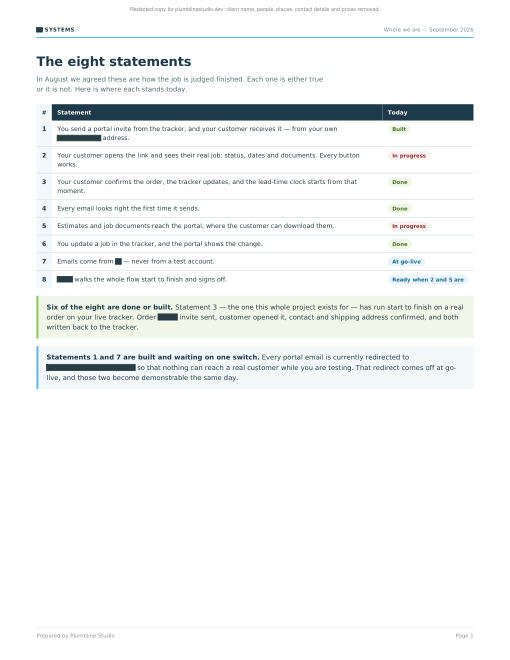 Redacted copy for plumblinestudio.dev: client name, people, places, contact details and prices removed.
SYSTEMS
Where we are — September 2026
The eight statements
In August we agreed these are how the job is judged finished. Each one is either true
or it is not. Here is where each stands today.
# Statement Today
1 You send a portal invite from the tracker, and your customer receives it — from your own Built
address.
2 Your customer opens the link and sees their real job: status, dates and documents. Every button In progress
works.
3 Your customer confirms the order, the tracker updates, and the lead-time clock starts from that Done
moment.
4 Every email looks right the first time it sends. Done
5 Estimates and job documents reach the portal, where the customer can download them. In progress
6 You update a job in the tracker, and the portal shows the change. Done
7 Emails come from — never from a test account. At go-live
8 walks the whole flow start to finish and signs off. Ready when 2 and 5 are
Six of the eight are done or built. Statement 3 — the one this whole project exists for — has run start to finish on a real
order on your live tracker. Order invite sent, customer opened it, contact and shipping address confirmed, and both
written back to the tracker.
Statements 1 and 7 are built and waiting on one switch. Every portal email is currently redirected to
so that nothing can reach a real customer while you are testing. That redirect comes off at go-
live, and those two become demonstrable the same day.
Prepared by Plumbline Studio
Page 1